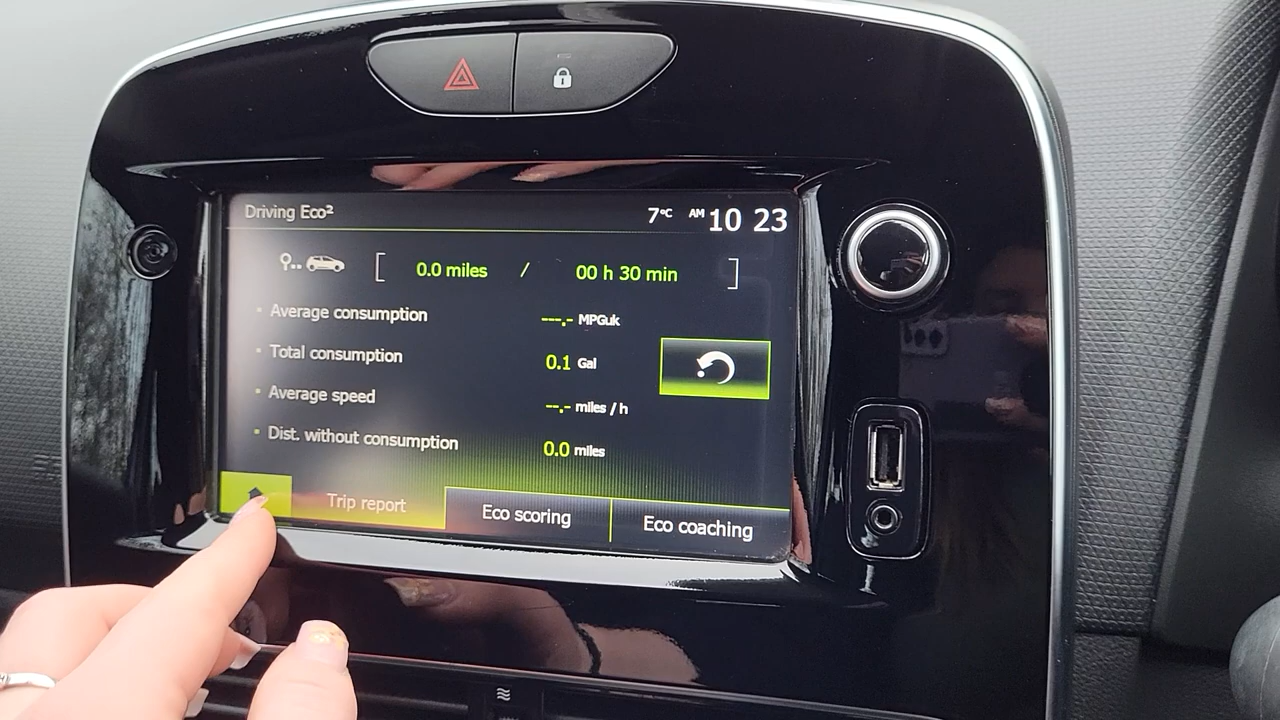 Driving Eco² 7°C AM 10 23
[ 0.0 miles / 00 h 30 min ]
Average consumption ---.- MPGuk
Total consumption 0.1 Gal
Average speed --.- miles / h
Dist. without consumption 0.0 miles
Trip report Eco scoring Eco coaching